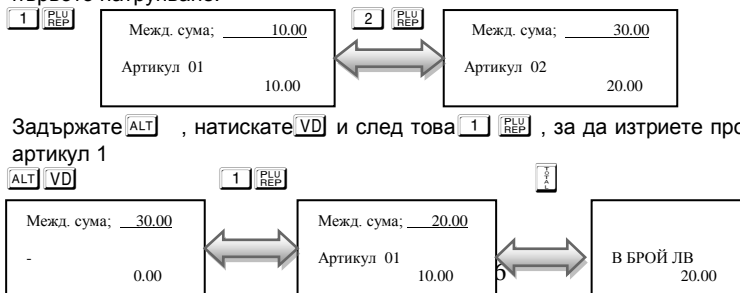 1 PLU REP
Межд. сума; 10.00
Артикул 01
10.00
2 PLU REP
Межд. сума; 30.00
Артикул 02
20.00
Задържате ALT , натискате VD и след това 1 PLU REP , за да изтриете про
артикул 1
ALT VD
1 PLU REP
TOTAL
Межд. сума; 30.00
-
0.00
Межд. сума; 20.00
Артикул 01
10.00
6
В БРОЙ ЛВ
20.00